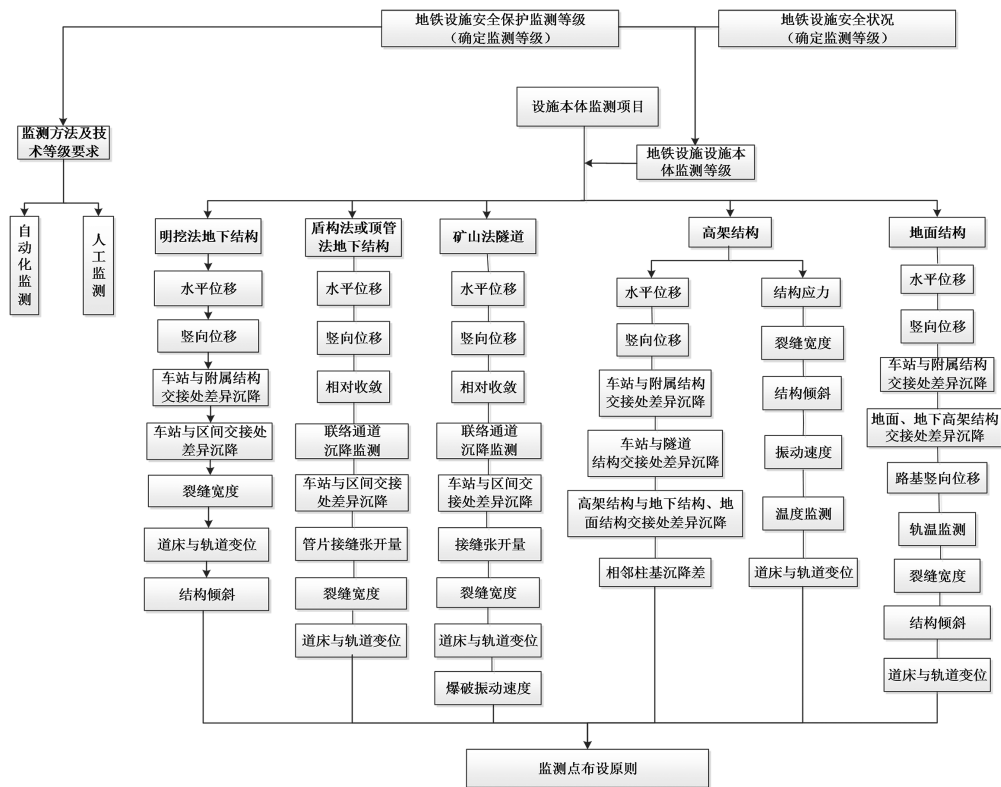 地铁设施安全保护监测等级
（确定监测等级）
地铁设施安全状况
（确定监测等级）
设施本体监测项目
监测方法及技
术等级要求
地铁设施设施本
体监测等级
自动化监测
人工监测
明挖法地下结构
水平位移
竖向位移
车站与附属结构
交接处差异沉降
车站与区间交接处
差异沉降
裂缝宽度
道床与轨道变位
结构倾斜
盾构法或顶管
法地下结构
水平位移
竖向位移
相对收敛
联络通道
沉降监测
车站与区间交接
处差异沉降
管片接缝张开量
裂缝宽度
道床与轨道变位
矿山法隧道
水平位移
竖向位移
相对收敛
联络通道
沉降监测
车站与区间交
接处差异沉降
接缝张开量
裂缝宽度
道床与轨道变位
爆破振动速度
高架结构
水平位移
竖向位移
车站与附属结构
交接处差异沉降
车站与隧道
结构交接处差异沉降
高架结构与地下结构、地
面结构交接处差异沉降
相邻柱基沉降差
结构应力
裂缝宽度
结构倾斜
振动速度
温度监测
道床与轨道变位
地面结构
水平位移
竖向位移
车站与附属结构
交接处差异沉降
地面、地下高架结构
交接处差异沉降
路基竖向位移
轨温监测
裂缝宽度
结构倾斜
道床与轨道变位
监测点布设原则